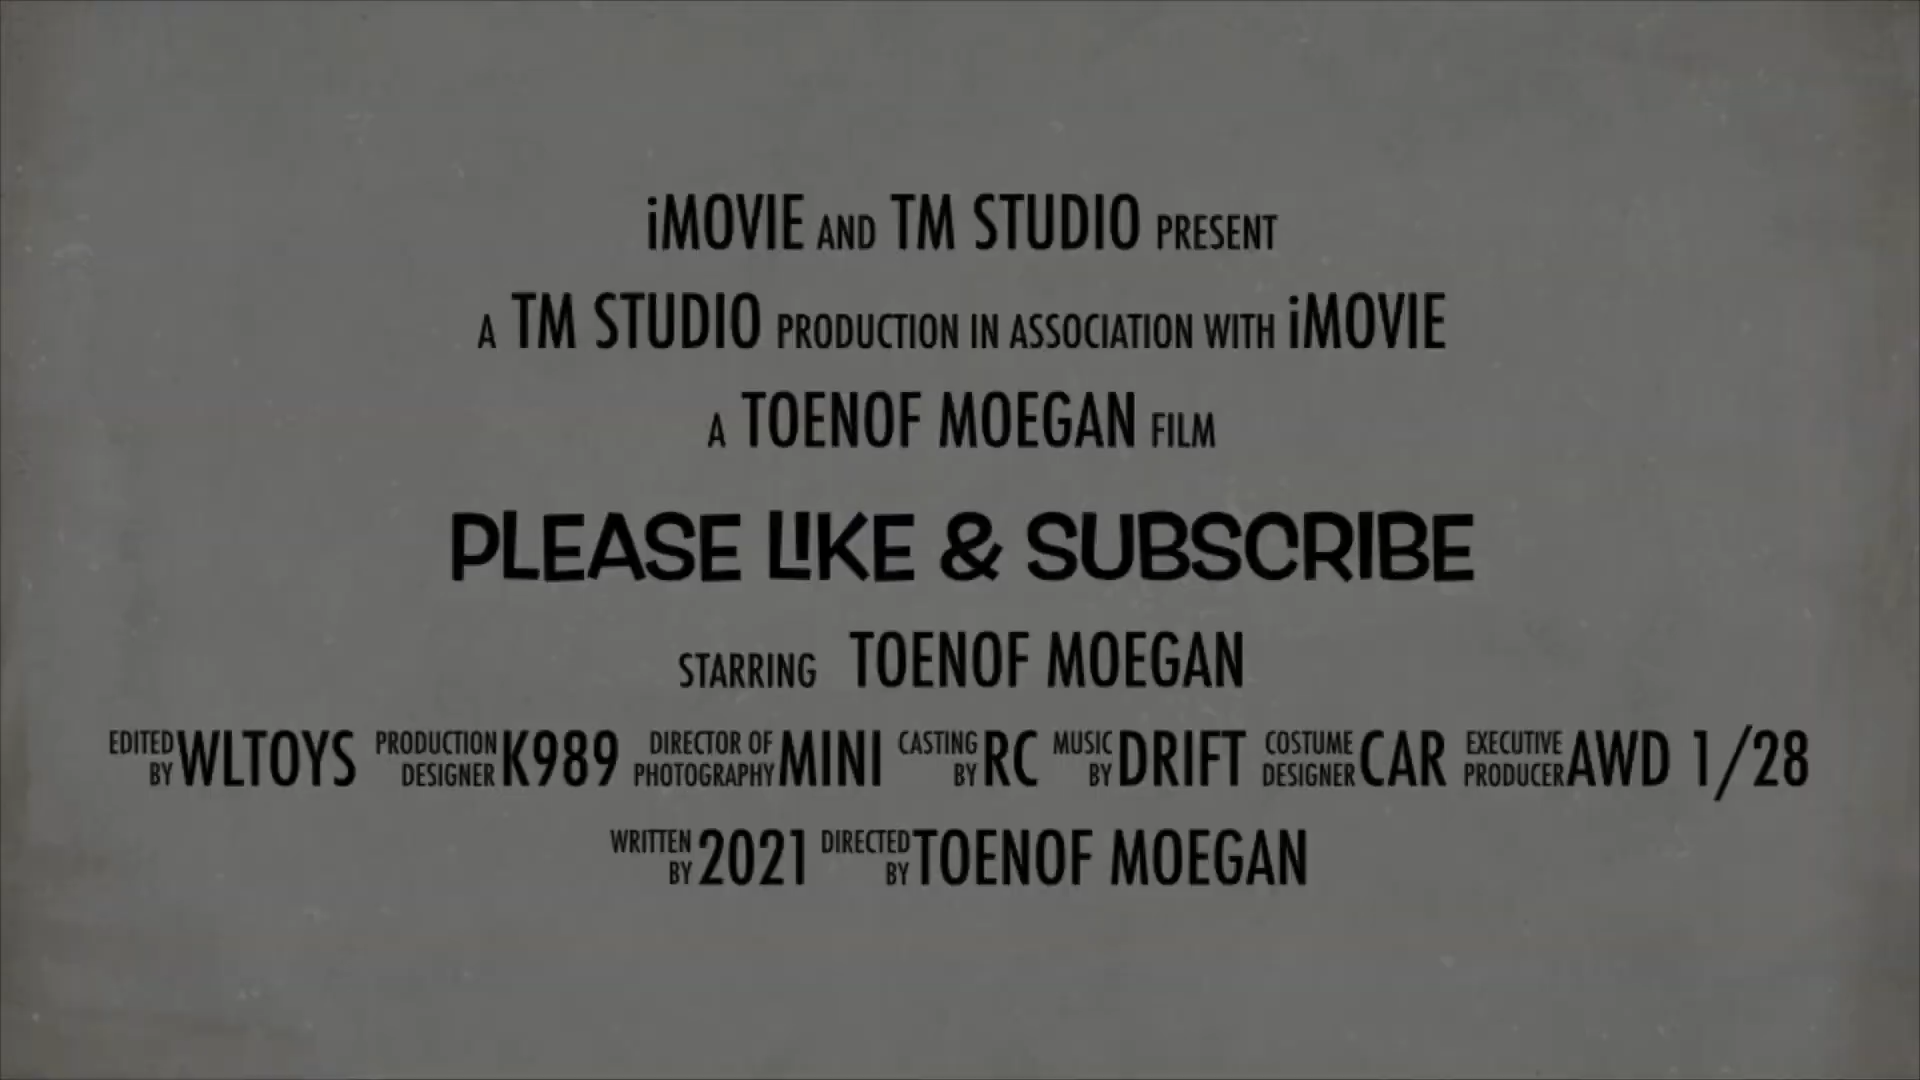 iMOVIE AND TM STUDIO PRESENT
A TM STUDIO PRODUCTION IN ASSOCIATION WITH iMOVIE
A TOENOF MOEGAN FILM
PLEASE LIKE & SUBSCRIBE
STARRING TOENOF MOEGAN
EDITED BY WLTOYS PRODUCTION DESIGNER K989 DIRECTOR OF PHOTOGRAPHY MINI CASTING BY RC MUSIC BY DRIFT COSTUME DESIGNER CAR EXECUTIVE PRODUCER AWD 1/28
WRITTEN BY 2021 DIRECTED BY TOENOF MOEGAN